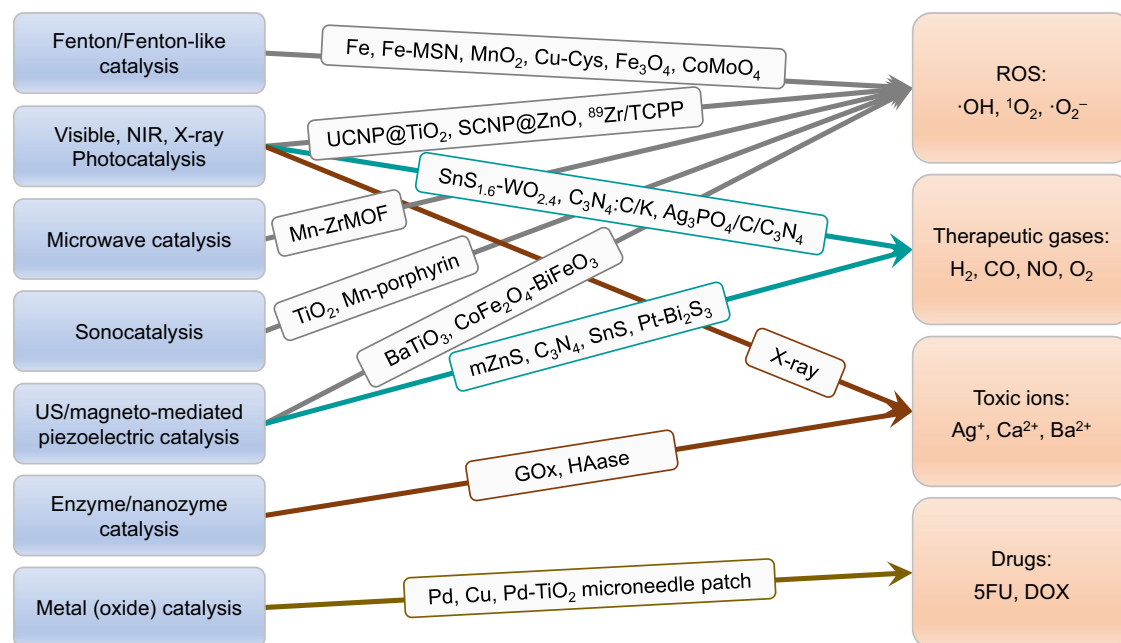 Fenton/Fenton-like
catalysis
Visible, NIR, X-ray
Photocatalysis
Microwave catalysis
Sonocatalysis
US/magneto-mediated
piezoelectric catalysis
Enzyme/nanozyme
catalysis
Metal (oxide) catalysis
Fe, Fe-MSN, MnO₂, Cu-Cys, Fe₃O₄, CoMoO₄
UCNP@TiO₂, SCNP@ZnO, ⁸⁹Zr/TCPP
SnS₁.₆-WO₂.₄, C₃N₄:C/K, Ag₃PO₄/C/C₃N₄
Mn-ZrMOF
TiO₂, Mn-porphyrin
BaTiO₃, CoFe₂O₄-BiFeO₃
mZnS, C₃N₄, SnS, Pt-Bi₂S₃
X-ray
GOx, HAase
Pd, Cu, Pd-TiO₂ microneedle patch
ROS:
·OH, ¹O₂, ·O₂⁻
Therapeutic gases:
H₂, CO, NO, O₂
Toxic ions:
Ag⁺, Ca²⁺, Ba²⁺
Drugs:
5FU, DOX